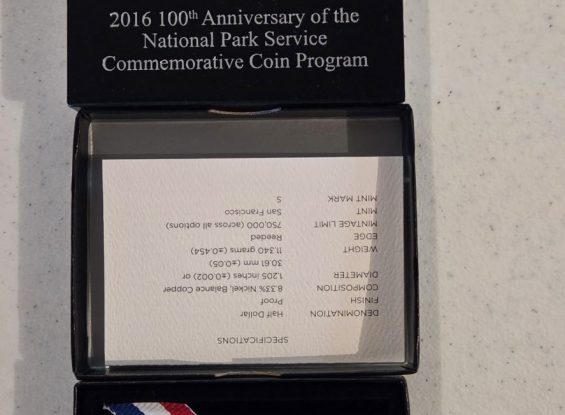 2016 100th Anniversary of the
National Park Service
Commemorative Coin Program
SPECIFICATIONS
DENOMINATION Half Dollar
FINISH Proof
COMPOSITION 8.33% Nickel, Balance Copper
DIAMETER 1.205 inches (±0.002) or
30.61 mm (±0.05)
WEIGHT 11.340 grams (±0.454)
EDGE Reeded
MINTAGE LIMIT 750,000 (across all options)
MINT San Francisco
MINT MARK S